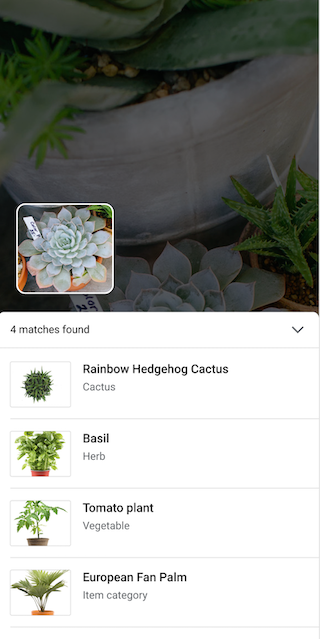 4 matches found
Rainbow Hedgehog Cactus
Cactus
Basil
Herb
Tomato plant
Vegetable
European Fan Palm
Item category